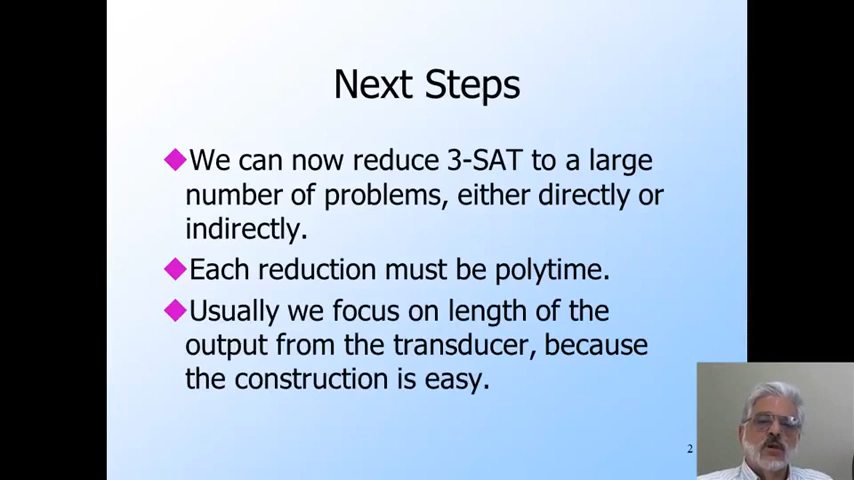 Next Steps
We can now reduce 3-SAT to a large
number of problems, either directly or
indirectly.
Each reduction must be polytime.
Usually we focus on length of the
output from the transducer, because
the construction is easy.
2